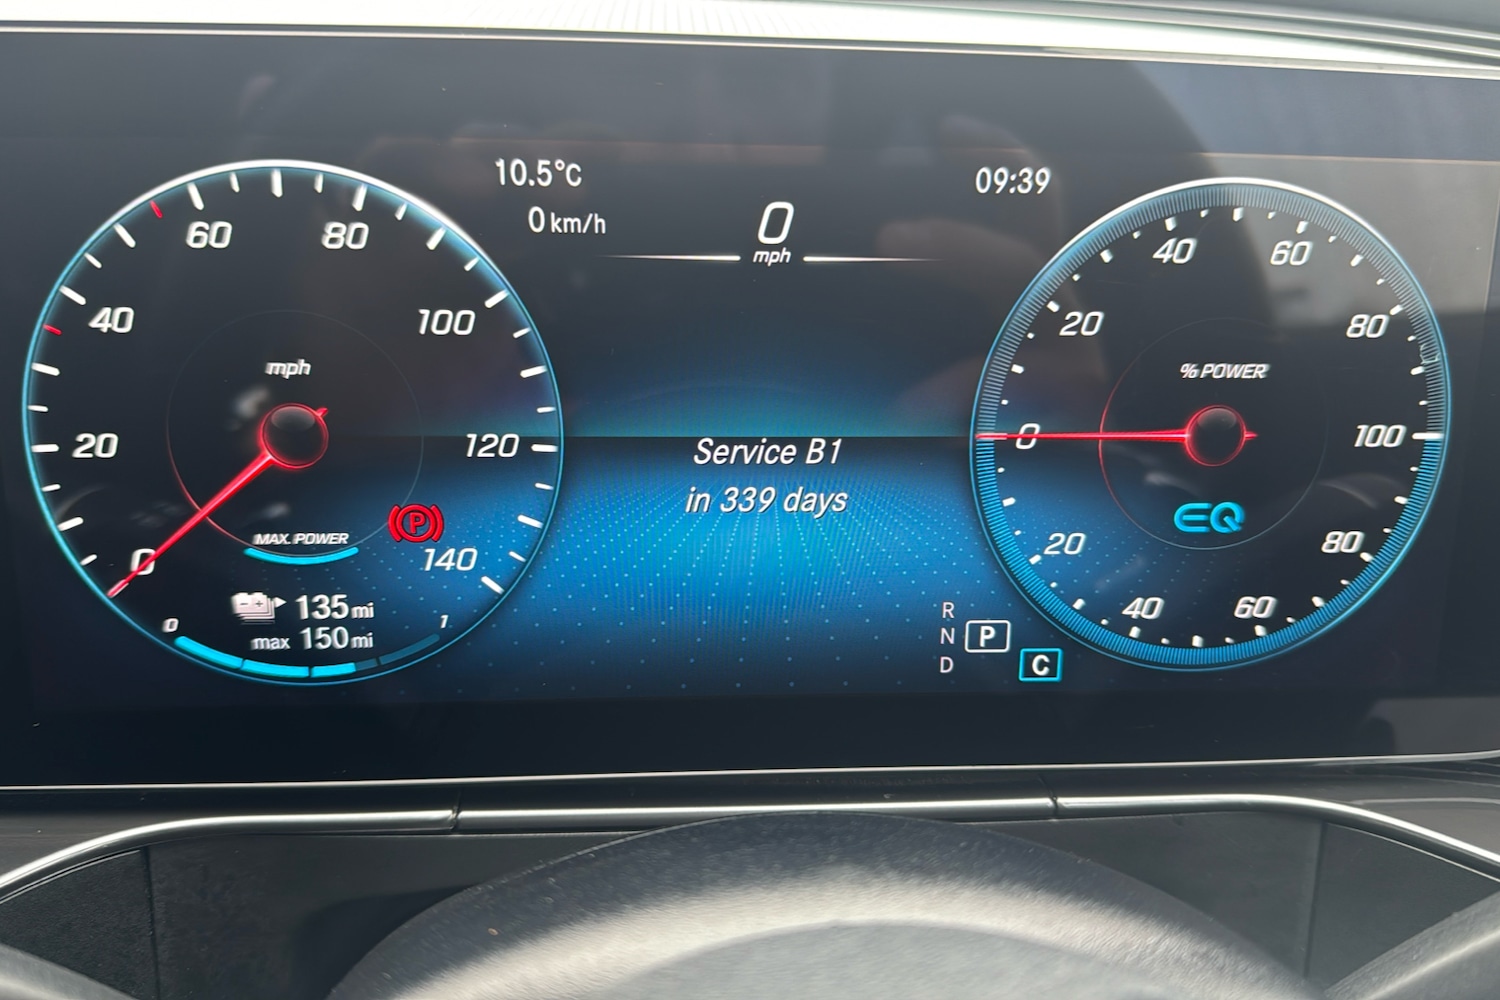 10.5°C
0 km/h
0
mph
09:39
0
20
40
60
80
100
120
140
mph
MAX. POWER
P
135 mi
max 150 mi
0
1
Service B1
in 339 days
R
N
D
P
C
0
20
40
60
80
100
80
60
40
20
% POWER
EQ